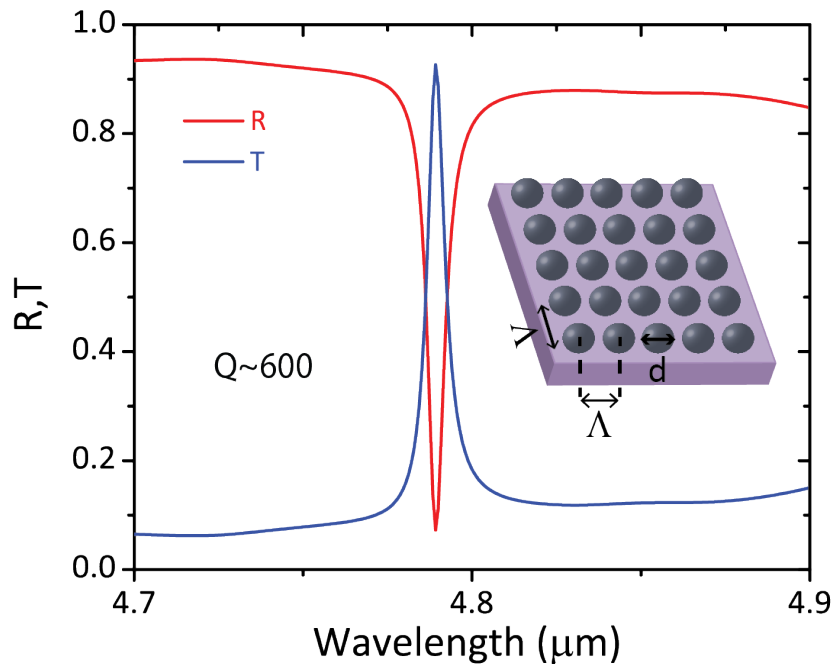 1.0
0.8
0.6
0.4
0.2
0.0
R,T
R
T
Q~600
Λ
d
Λ
4.7
4.8
4.9
Wavelength (μm)